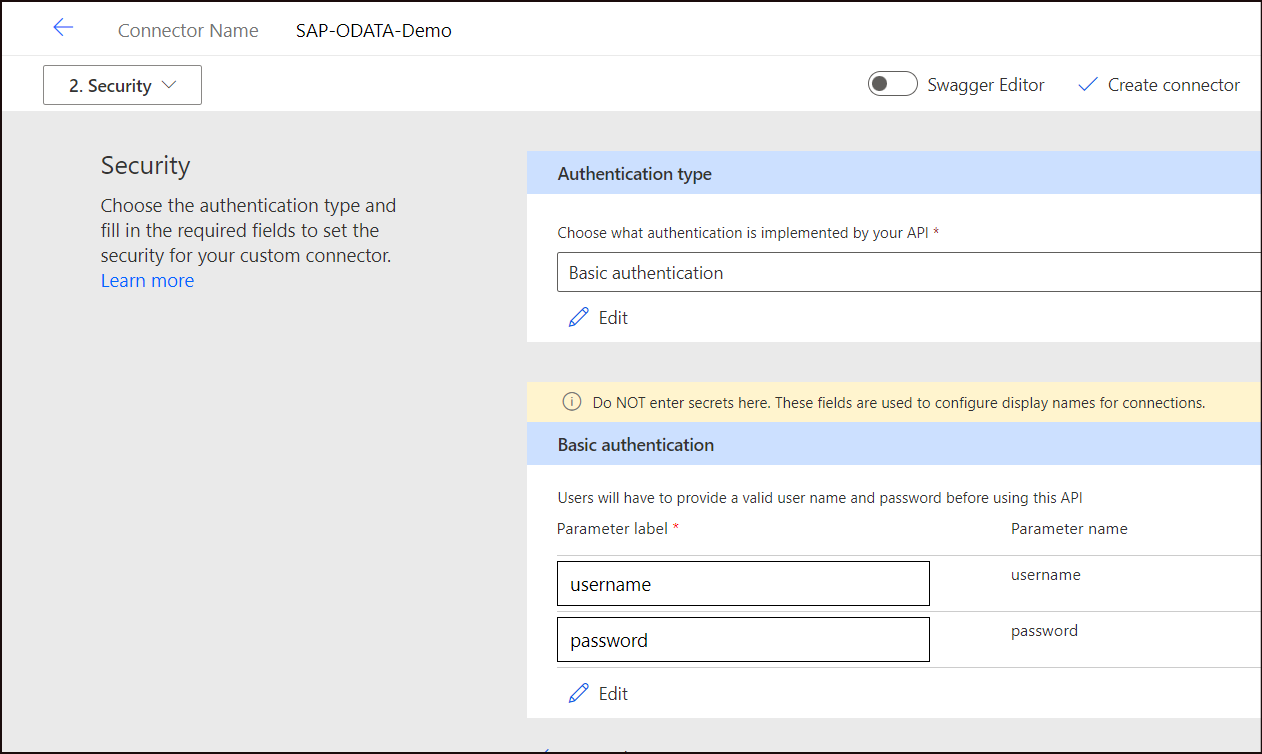 Connector Name SAP-ODATA-Demo
2. Security
Swagger Editor
Create connector
Security
Choose the authentication type and
fill in the required fields to set the
security for your custom connector.
Learn more
Authentication type
Choose what authentication is implemented by your API *
Basic authentication
Edit
Do NOT enter secrets here. These fields are used to configure display names for connections.
Basic authentication
Users will have to provide a valid user name and password before using this API
Parameter label * Parameter name
username username
password password
Edit